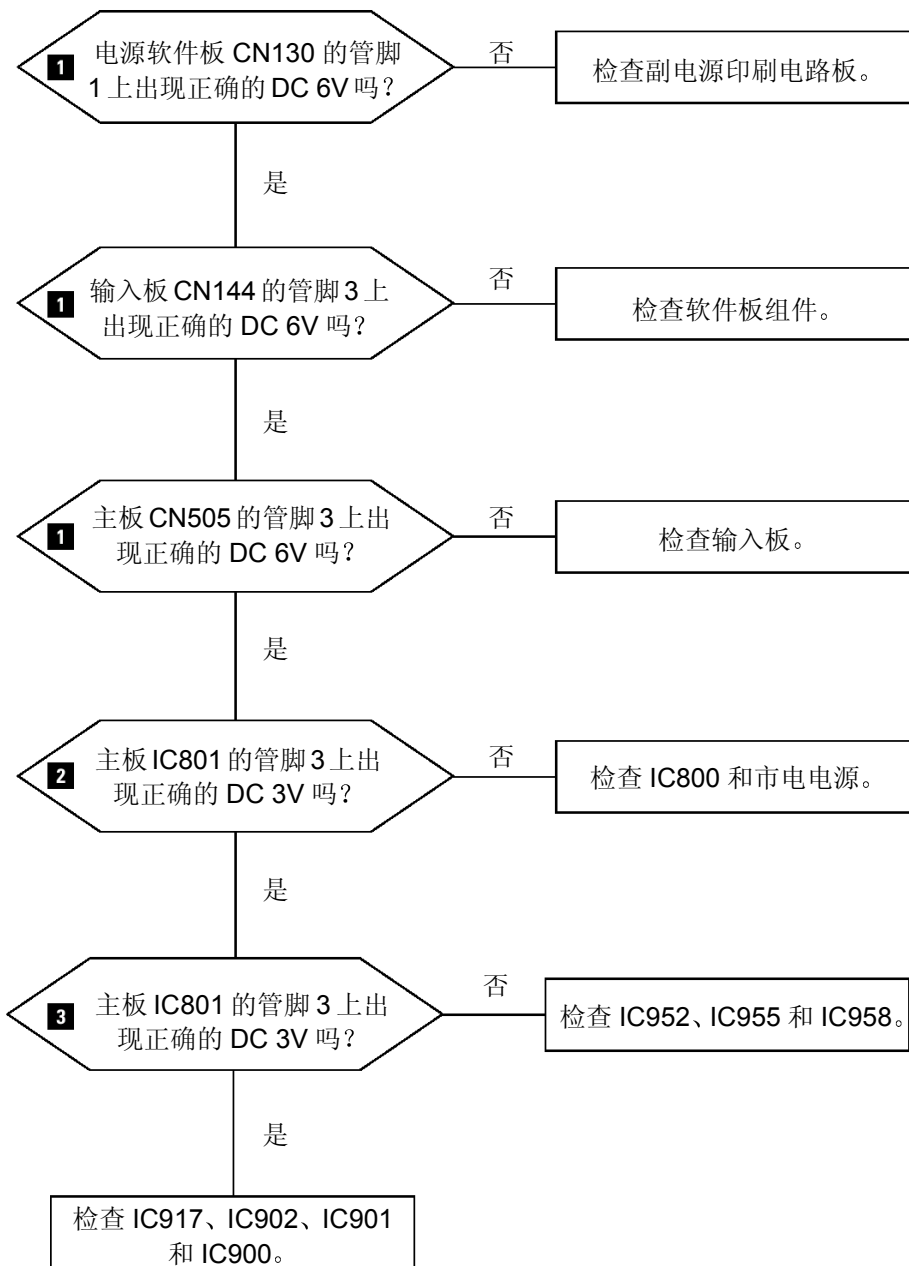 1 电源软件板 CN130 的管脚
1 上出现正确的 DC 6V 吗？
否
检查副电源印刷电路板。
是
1 输入板 CN144 的管脚 3 上
出现正确的 DC 6V 吗？
否
检查软件板组件。
是
1 主板 CN505 的管脚 3 上出
现正确的 DC 6V 吗？
否
检查输入板。
是
2 主板 IC801 的管脚 3 上出
现正确的 DC 3V 吗？
否
检查 IC800 和市电电源。
是
3 主板 IC801 的管脚 3 上出
现正确的 DC 3V 吗？
否
检查 IC952、IC955 和 IC958。
是
检查 IC917、IC902、IC901
和 IC900。